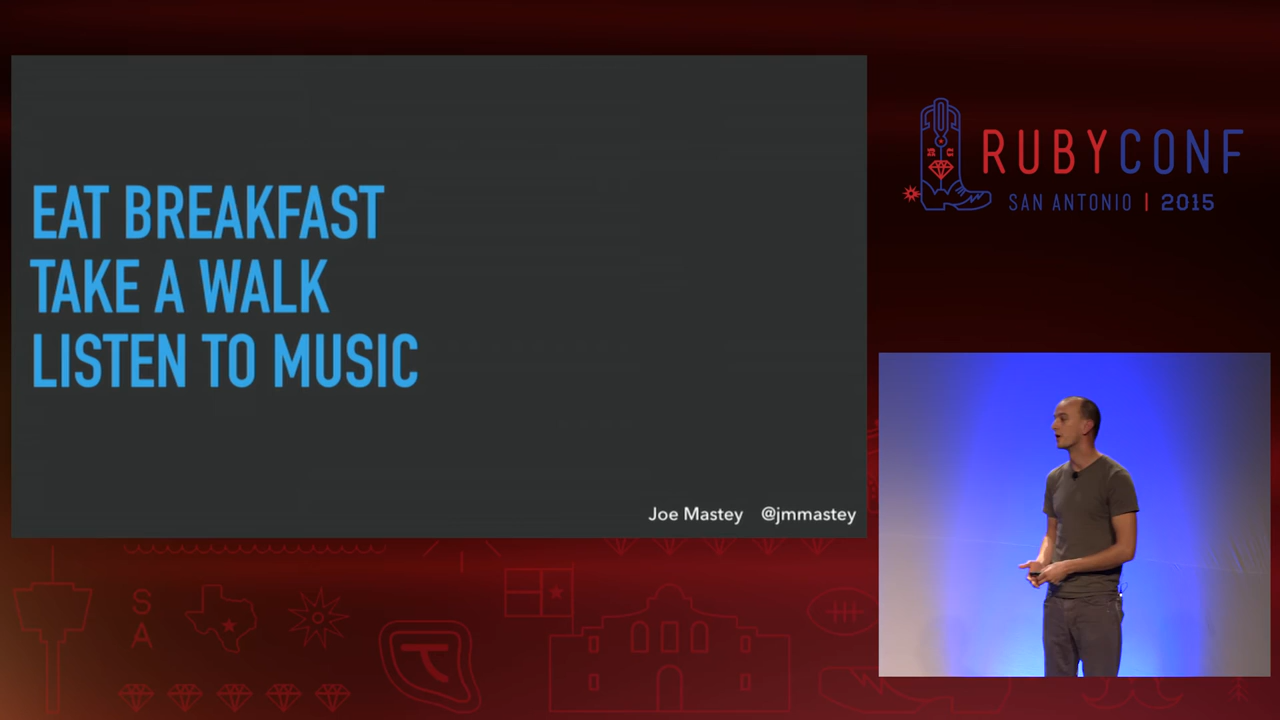 EAT BREAKFAST
TAKE A WALK
LISTEN TO MUSIC
Joe Mastey @jmmastey
RUBYCONF
SAN ANTONIO | 2015
S
A